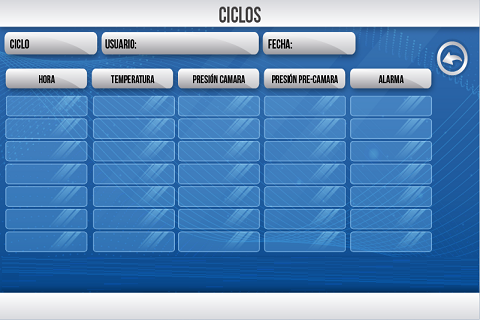 CICLOS
CICLO USUARIO: FECHA:
HORA TEMPERATURA PRESIÓN CAMARA PRESIÓN PRE-CAMARA ALARMA